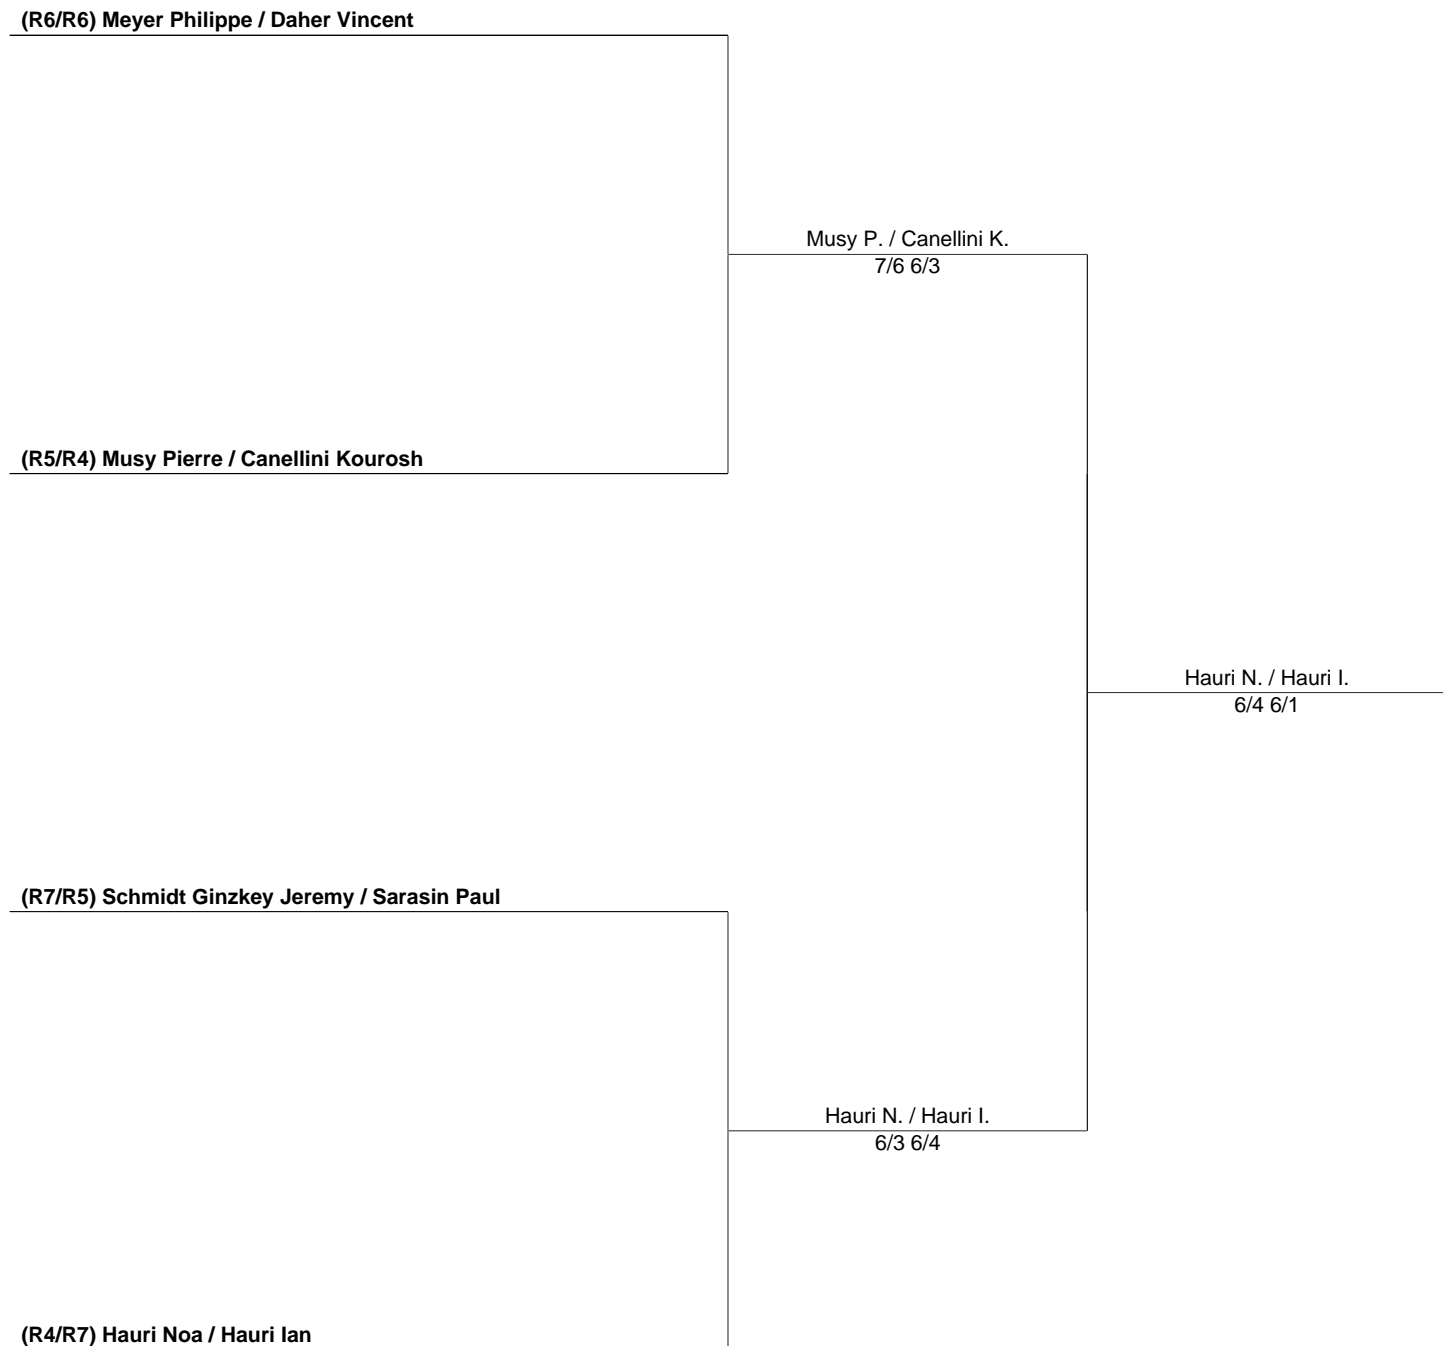 (R6/R6) Meyer Philippe / Daher Vincent
Musy P. / Canellini K.
7/6 6/3
(R5/R4) Musy Pierre / Canellini Kourosh
Hauri N. / Hauri I.
6/4 6/1
(R7/R5) Schmidt Ginzkey Jeremy / Sarasin Paul
Hauri N. / Hauri I.
6/3 6/4
(R4/R7) Hauri Noa / Hauri Ian